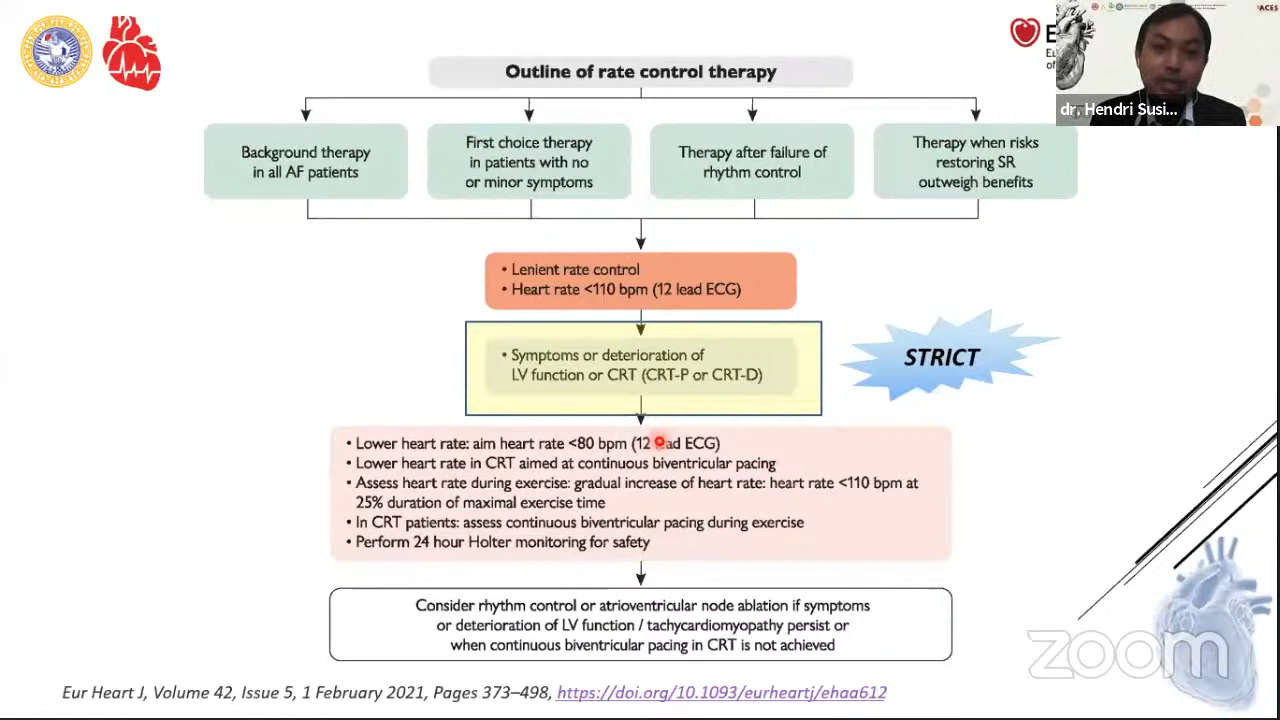 Outline of rate control therapy
dr, Hendri Susi...
Background therapy
in all AF patients
First choice therapy
in patients with no
or minor symptoms
Therapy after failure of
rhythm control
Therapy when risks
restoring SR
outweigh benefits
• Lenient rate control
• Heart rate <110 bpm (12 lead ECG)
• Symptoms or deterioration of
LV function or CRT (CRT-P or CRT-D)
STRICT
• Lower heart rate: aim heart rate <80 bpm (12 lead ECG)
• Lower heart rate in CRT aimed at continuous biventricular pacing
• Assess heart rate during exercise: gradual increase of heart rate: heart rate <110 bpm at
25% duration of maximal exercise time
• In CRT patients: assess continuous biventricular pacing during exercise
• Perform 24 hour Holter monitoring for safety
Consider rhythm control or atrioventricular node ablation if symptoms
or deterioration of LV function / tachycardiomyopathy persist or
when continuous biventricular pacing in CRT is not achieved
zoom
Eur Heart J, Volume 42, Issue 5, 1 February 2021, Pages 373–498, https://doi.org/10.1093/eurheartj/ehaa612